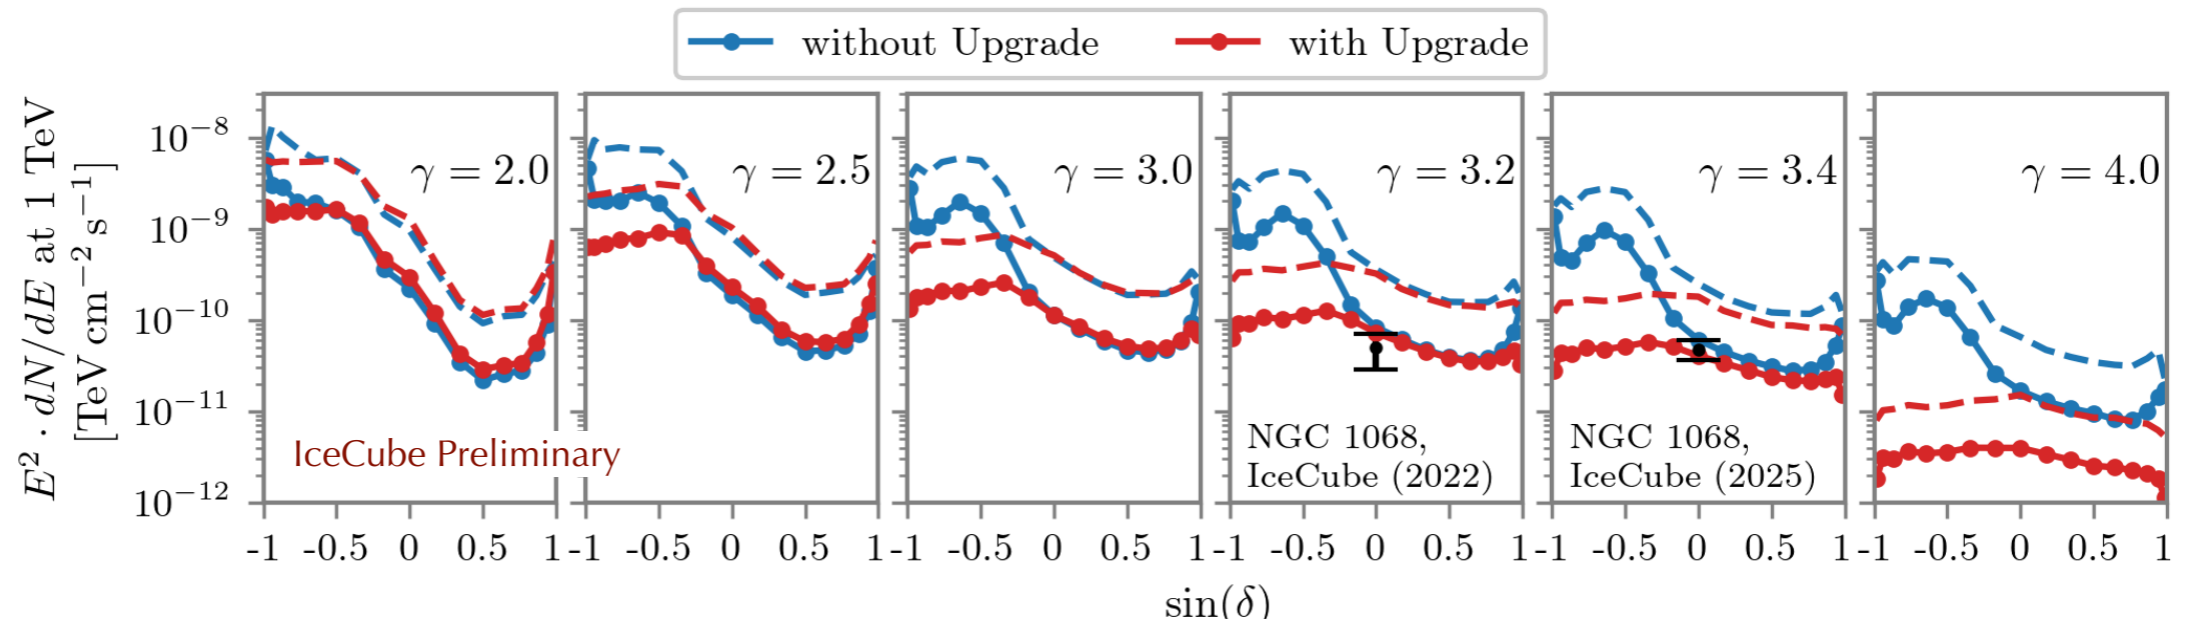 without Upgrade
with Upgrade
E² · dN/dE at 1 TeV
[TeV cm⁻² s⁻¹]
10⁻⁸
10⁻⁹
10⁻¹⁰
10⁻¹¹
10⁻¹²
γ = 2.0
γ = 2.5
γ = 3.0
γ = 3.2
γ = 3.4
γ = 4.0
IceCube Preliminary
NGC 1068,
IceCube (2022)
NGC 1068,
IceCube (2025)
-1 -0.5 0 0.5 1
-1 -0.5 0 0.5 1
-1 -0.5 0 0.5 1
-1 -0.5 0 0.5 1
-1 -0.5 0 0.5 1
-1 -0.5 0 0.5 1
sin(δ)